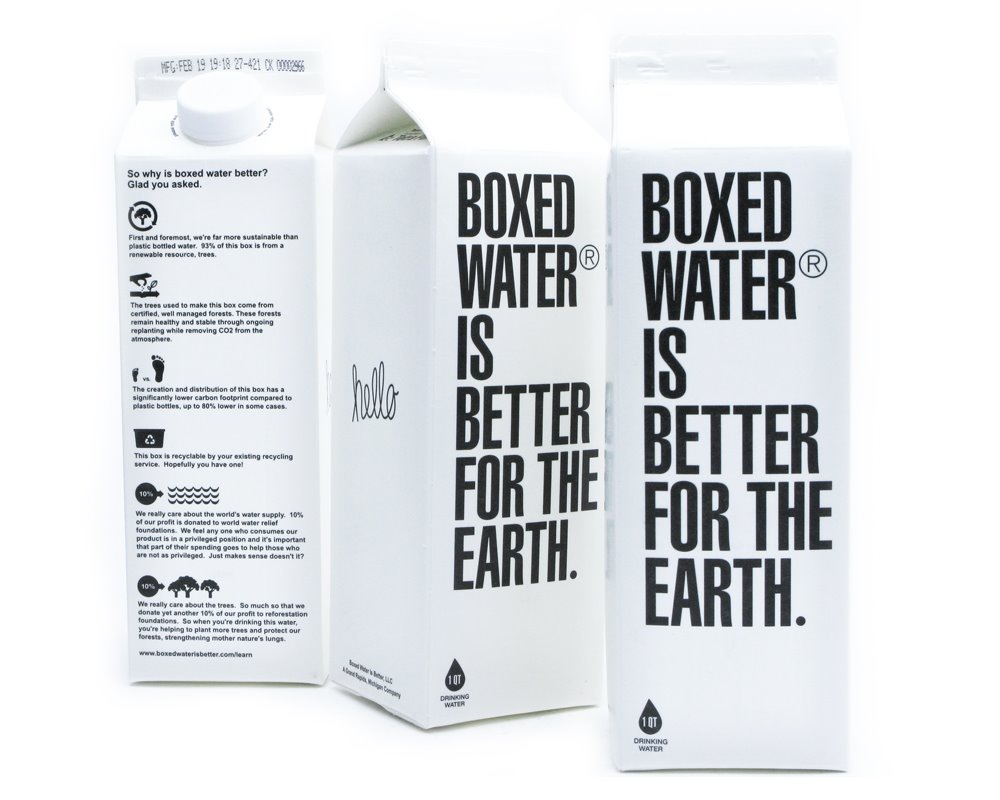 MFG:FEB 19 19:18 27-421 CK 00002966
So why is boxed water better?
Glad you asked.
First and foremost, we're far more sustainable than
plastic bottled water. 93% of this box is from a
renewable resource, trees.
The trees used to make this box come from
certified, well managed forests. These forests
remain healthy and stable through ongoing
replanting while removing CO2 from the
atmosphere.
vs.
The creation and distribution of this box has a
significantly lower carbon footprint compared to
plastic bottles, up to 80% lower in some cases.
This box is recyclable by your existing recycling
service. Hopefully you have one!
10%
We really care about the world's water supply. 10%
of our profit is donated to world water relief
foundations. We feel any one who consumes our
product is in a privileged position and it's important
that part of their spending goes to help those who
are not as privileged. Just makes sense doesn't it?
10%
We really care about the trees. So much so that we
donate yet another 10% of our profit to reforestation
foundations. So when you're drinking this water,
you're helping to plant more trees and protect our
forests, strengthening mother nature's lungs.
www.boxedwaterisbetter.com/learn
hello
Boxed Water Is Better, LLC
A Grand Rapids, Michigan Company
BOXED
WATER®
IS
BETTER
FOR THE
EARTH.
1 QT
DRINKING
WATER
BOXED
WATER®
IS
BETTER
FOR THE
EARTH.
1 QT
DRINKING
WATER